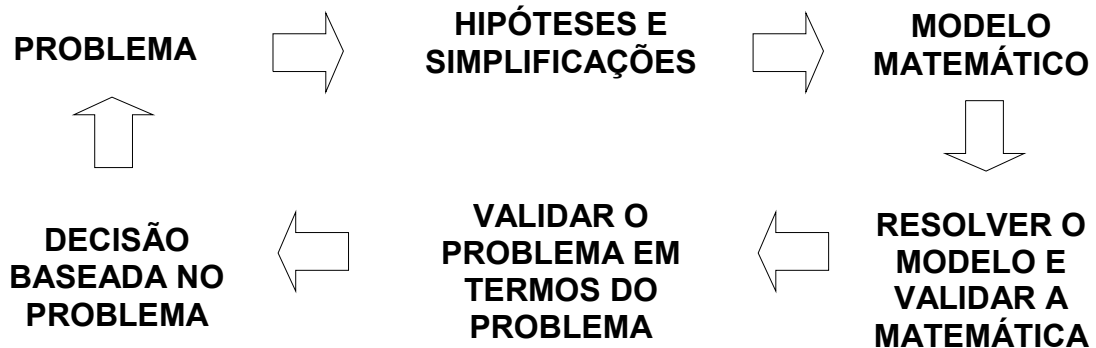 PROBLEMA
HIPÓTESES E
SIMPLIFICAÇÕES
MODELO
MATEMÁTICO
RESOLVER O
MODELO E
VALIDAR A
MATEMÁTICA
VALIDAR O
PROBLEMA EM
TERMOS DO
PROBLEMA
DECISÃO
BASEADA NO
PROBLEMA